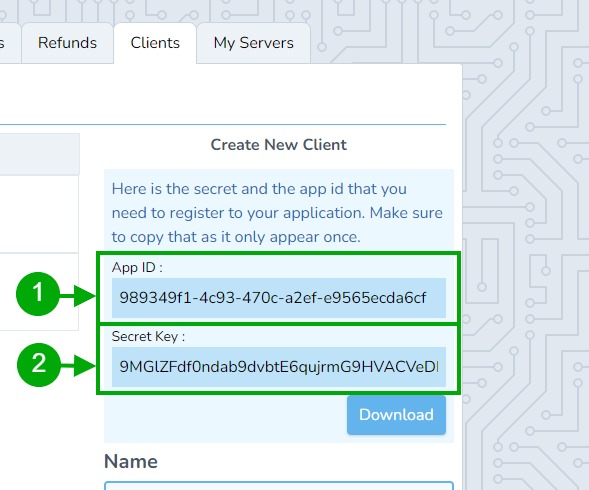 s Refunds Clients My Servers
Create New Client
Here is the secret and the app id that you
need to register to your application. Make sure
to copy that as it only appear once.
App ID :
1
989349f1-4c93-470c-a2ef-e9565ecda6cf
Secret Key :
2
9MGlZFdf0ndab9dvbtE6qujrmG9HVACVeD
Download
Name